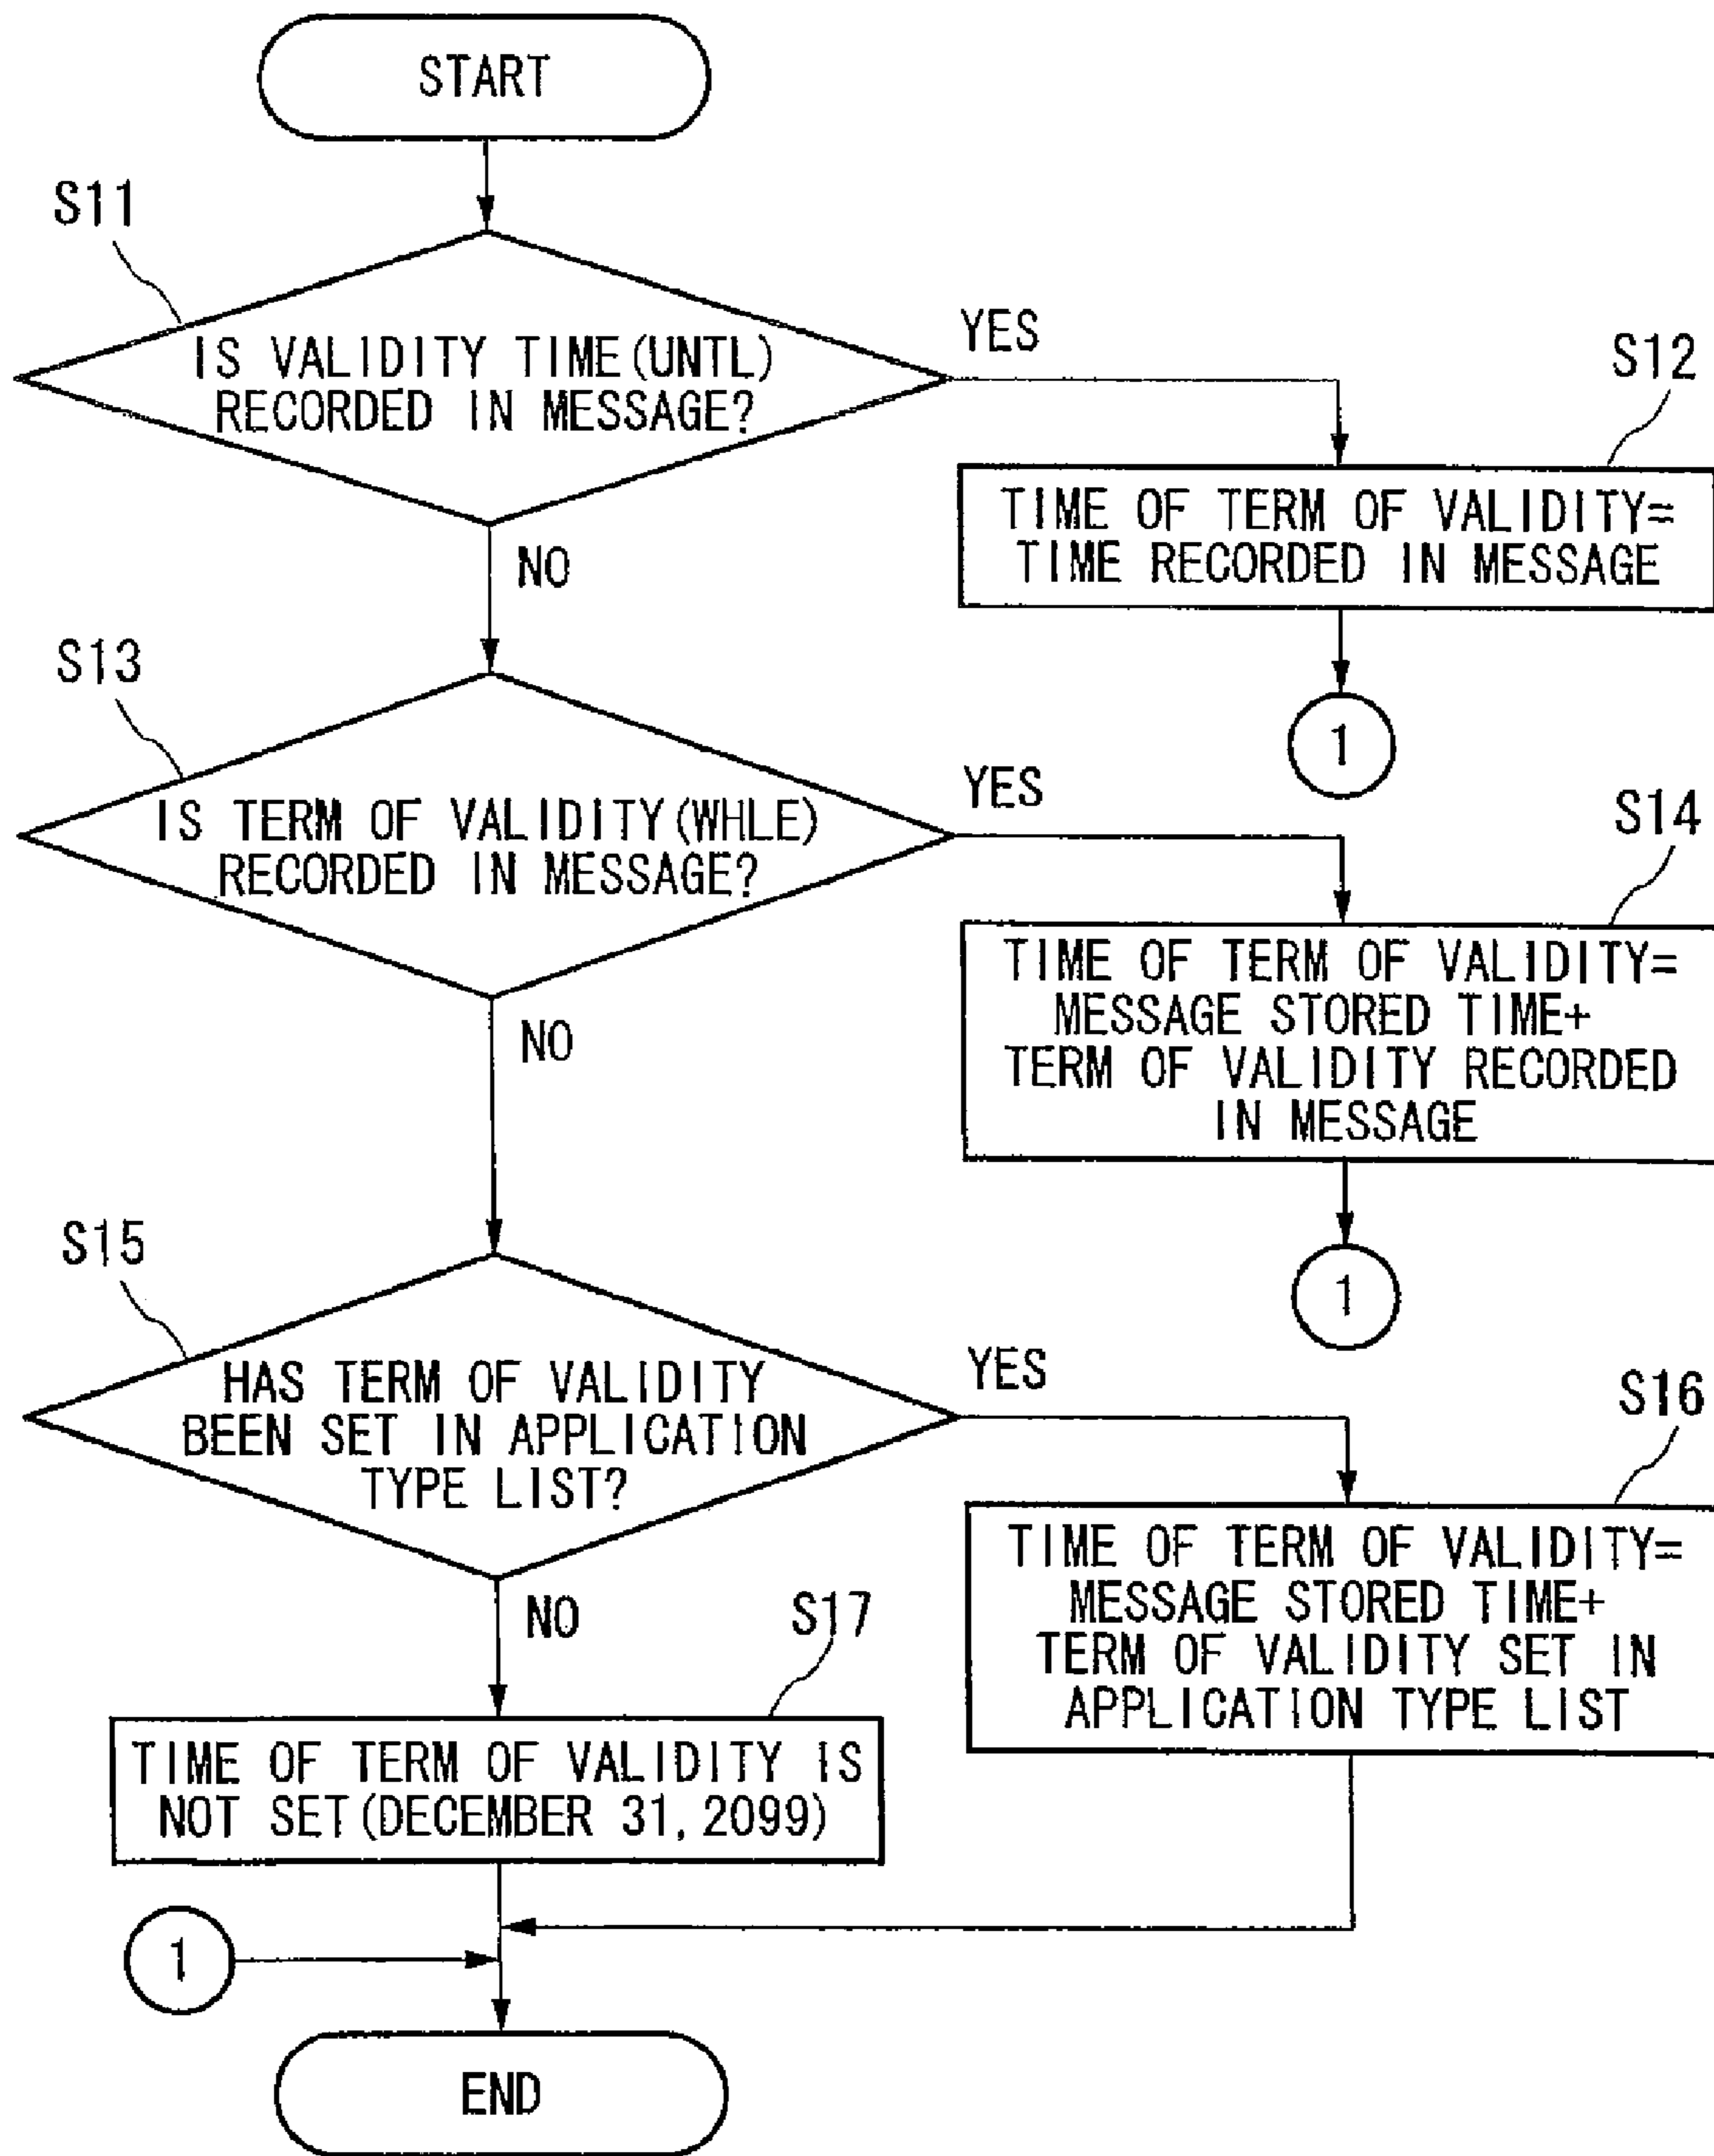 START
S11
IS VALIDITY TIME(UNTL)
RECORDED IN MESSAGE?
YES
NO
S12
TIME OF TERM OF VALIDITY=
TIME RECORDED IN MESSAGE
1
S13
IS TERM OF VALIDITY(WHLE)
RECORDED IN MESSAGE?
YES
NO
S14
TIME OF TERM OF VALIDITY=
MESSAGE STORED TIME+
TERM OF VALIDITY RECORDED
IN MESSAGE
1
S15
HAS TERM OF VALIDITY
BEEN SET IN APPLICATION
TYPE LIST?
YES
NO
S16
TIME OF TERM OF VALIDITY=
MESSAGE STORED TIME+
TERM OF VALIDITY SET IN
APPLICATION TYPE LIST
S17
TIME OF TERM OF VALIDITY IS
NOT SET(DECEMBER 31,2099)
1
END